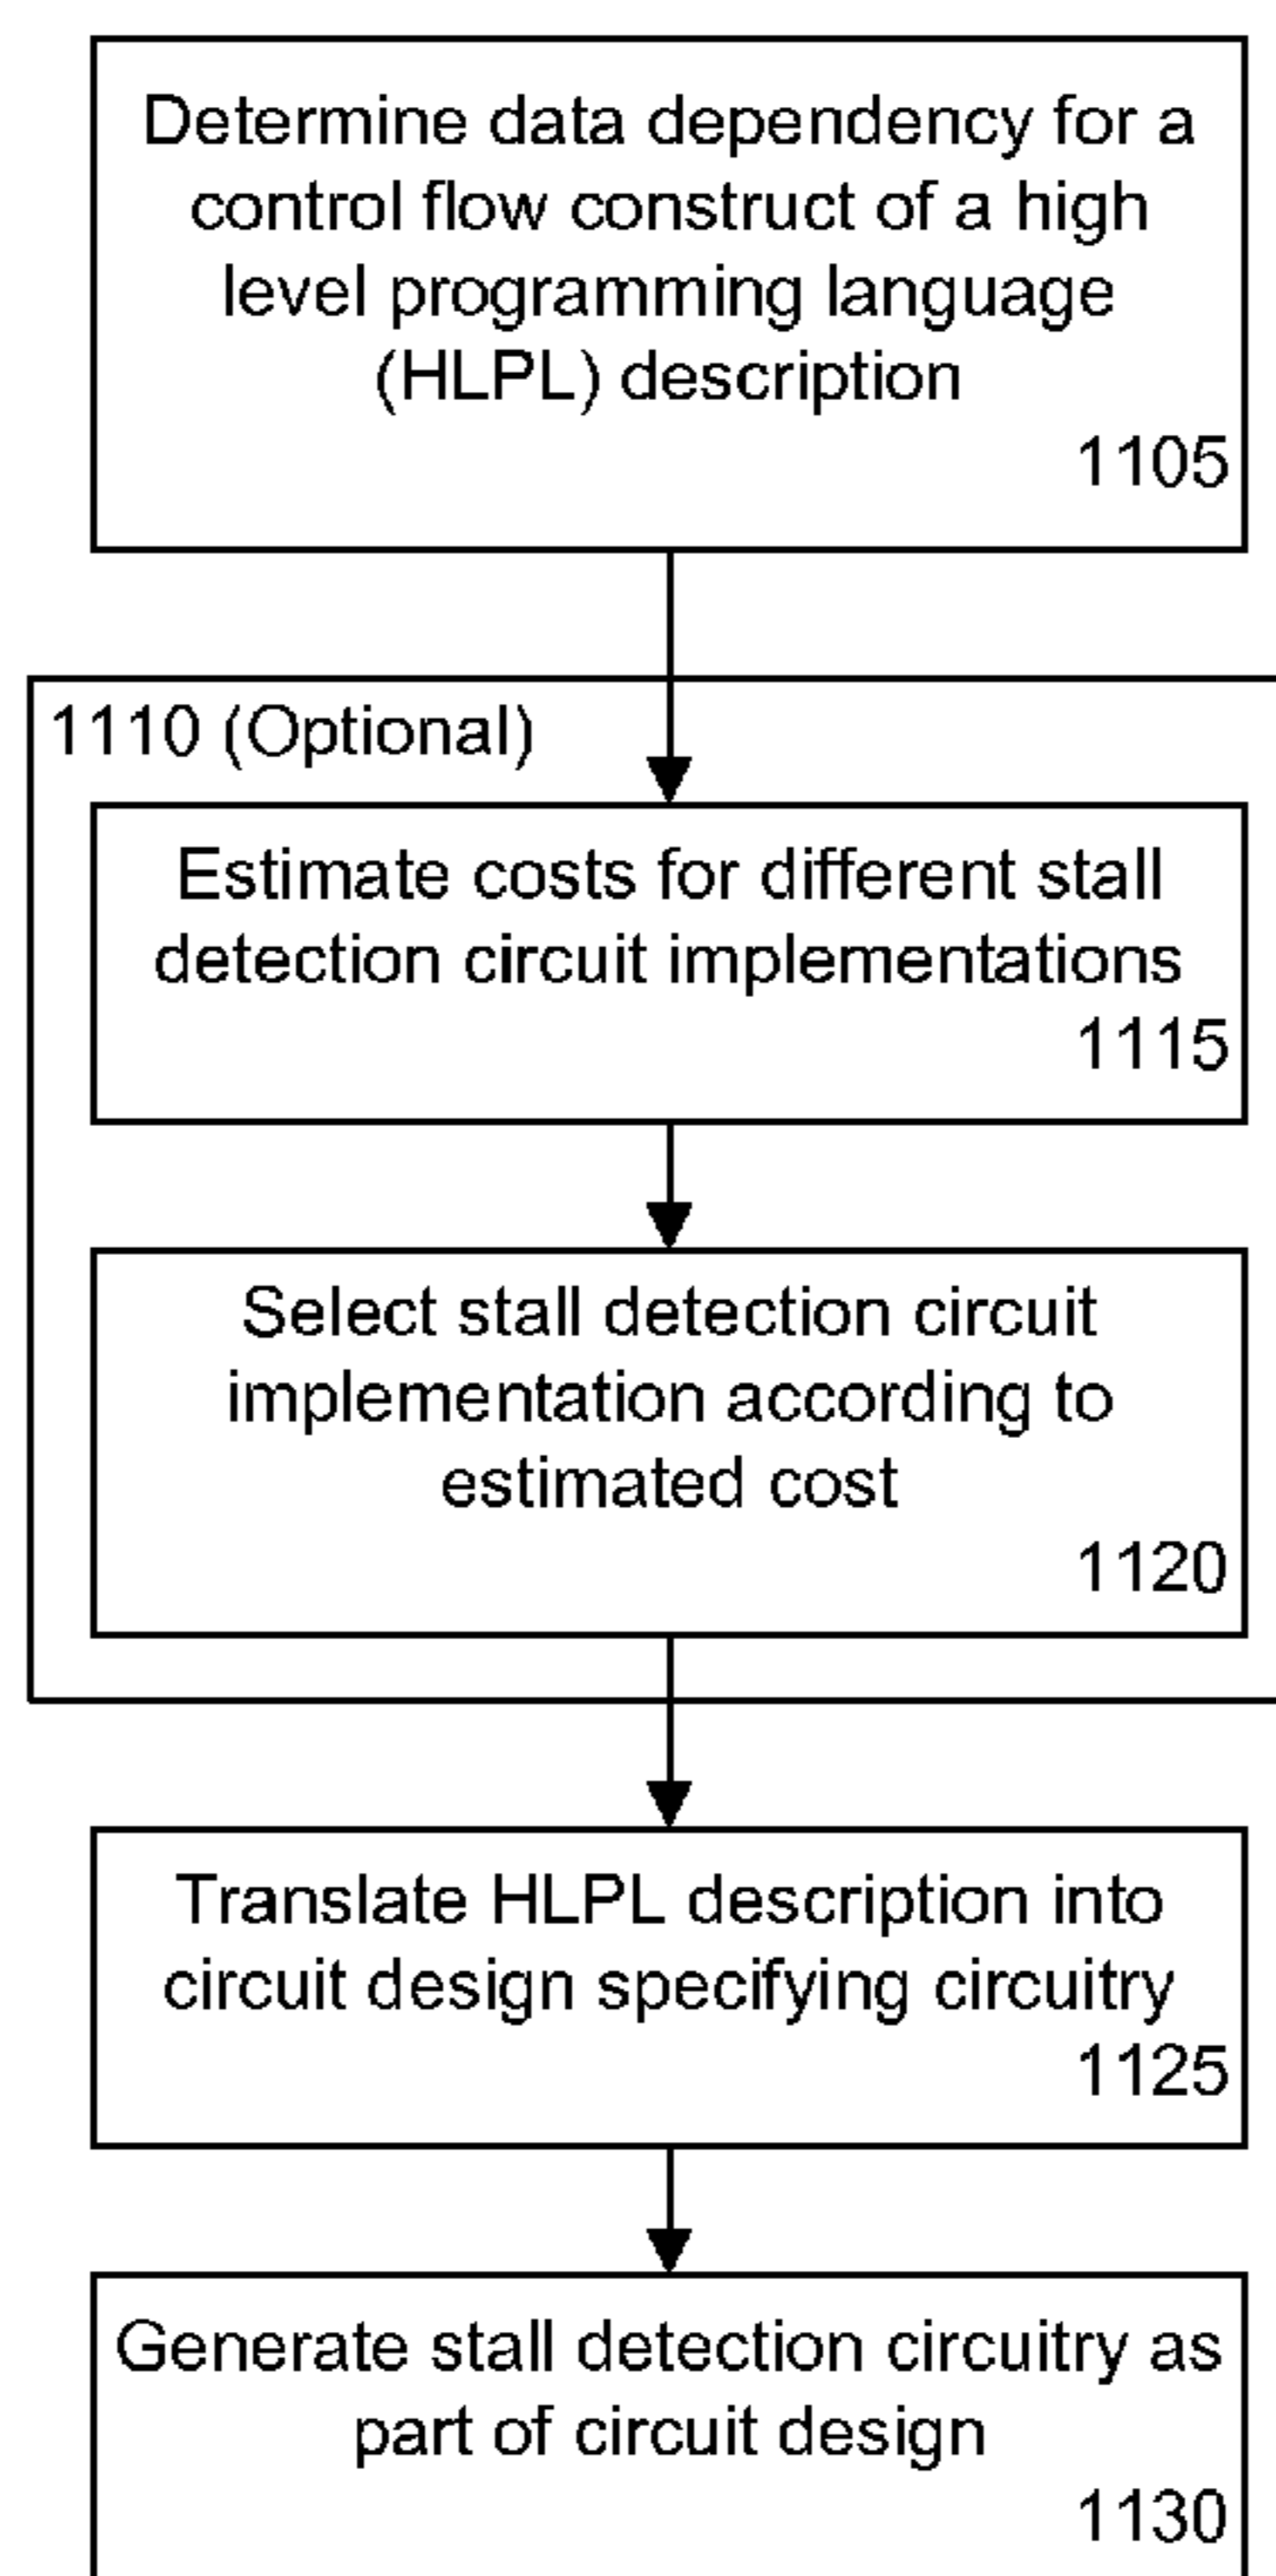 Determine data dependency for a
control flow construct of a high
level programming language
(HLPL) description
1105
1110 (Optional)
Estimate costs for different stall
detection circuit implementations
1115
Select stall detection circuit
implementation according to
estimated cost
1120
Translate HLPL description into
circuit design specifying circuitry
1125
Generate stall detection circuitry as
part of circuit design
1130